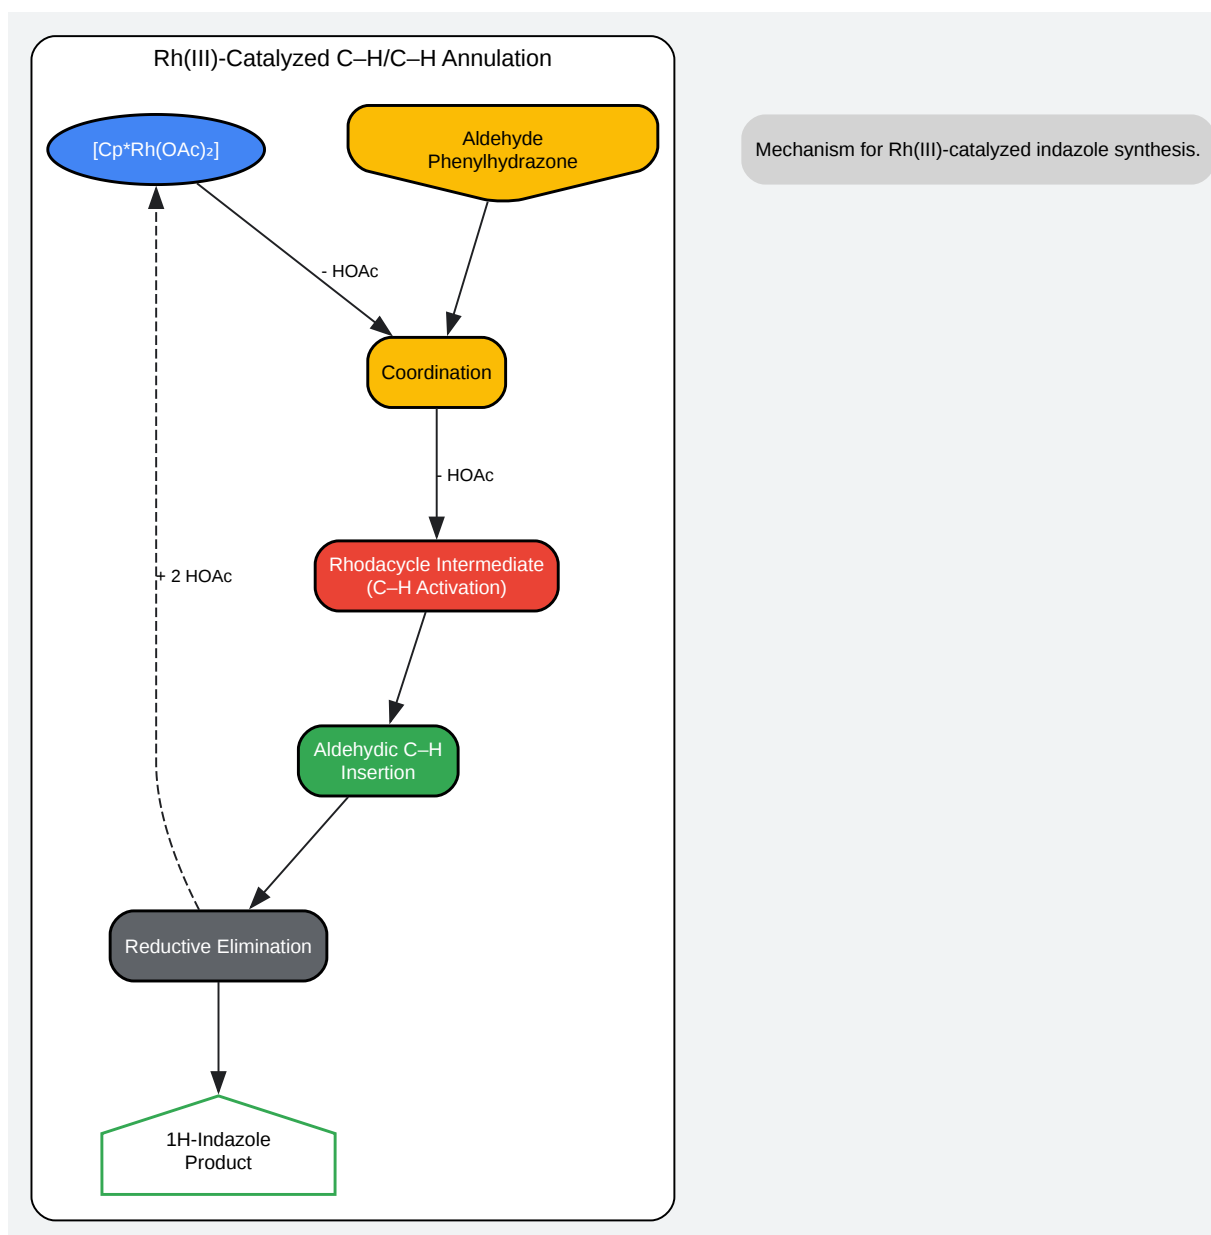 Rh(III)-Catalyzed C–H/C–H Annulation
[Cp*Rh(OAc)₂]
Aldehyde
Phenylhydrazone
Mechanism for Rh(III)-catalyzed indazole synthesis.
- HOAc
Coordination
- HOAc
Rhodacycle Intermediate
(C–H Activation)
+ 2 HOAc
Aldehydic C–H
Insertion
Reductive Elimination
1H-Indazole
Product